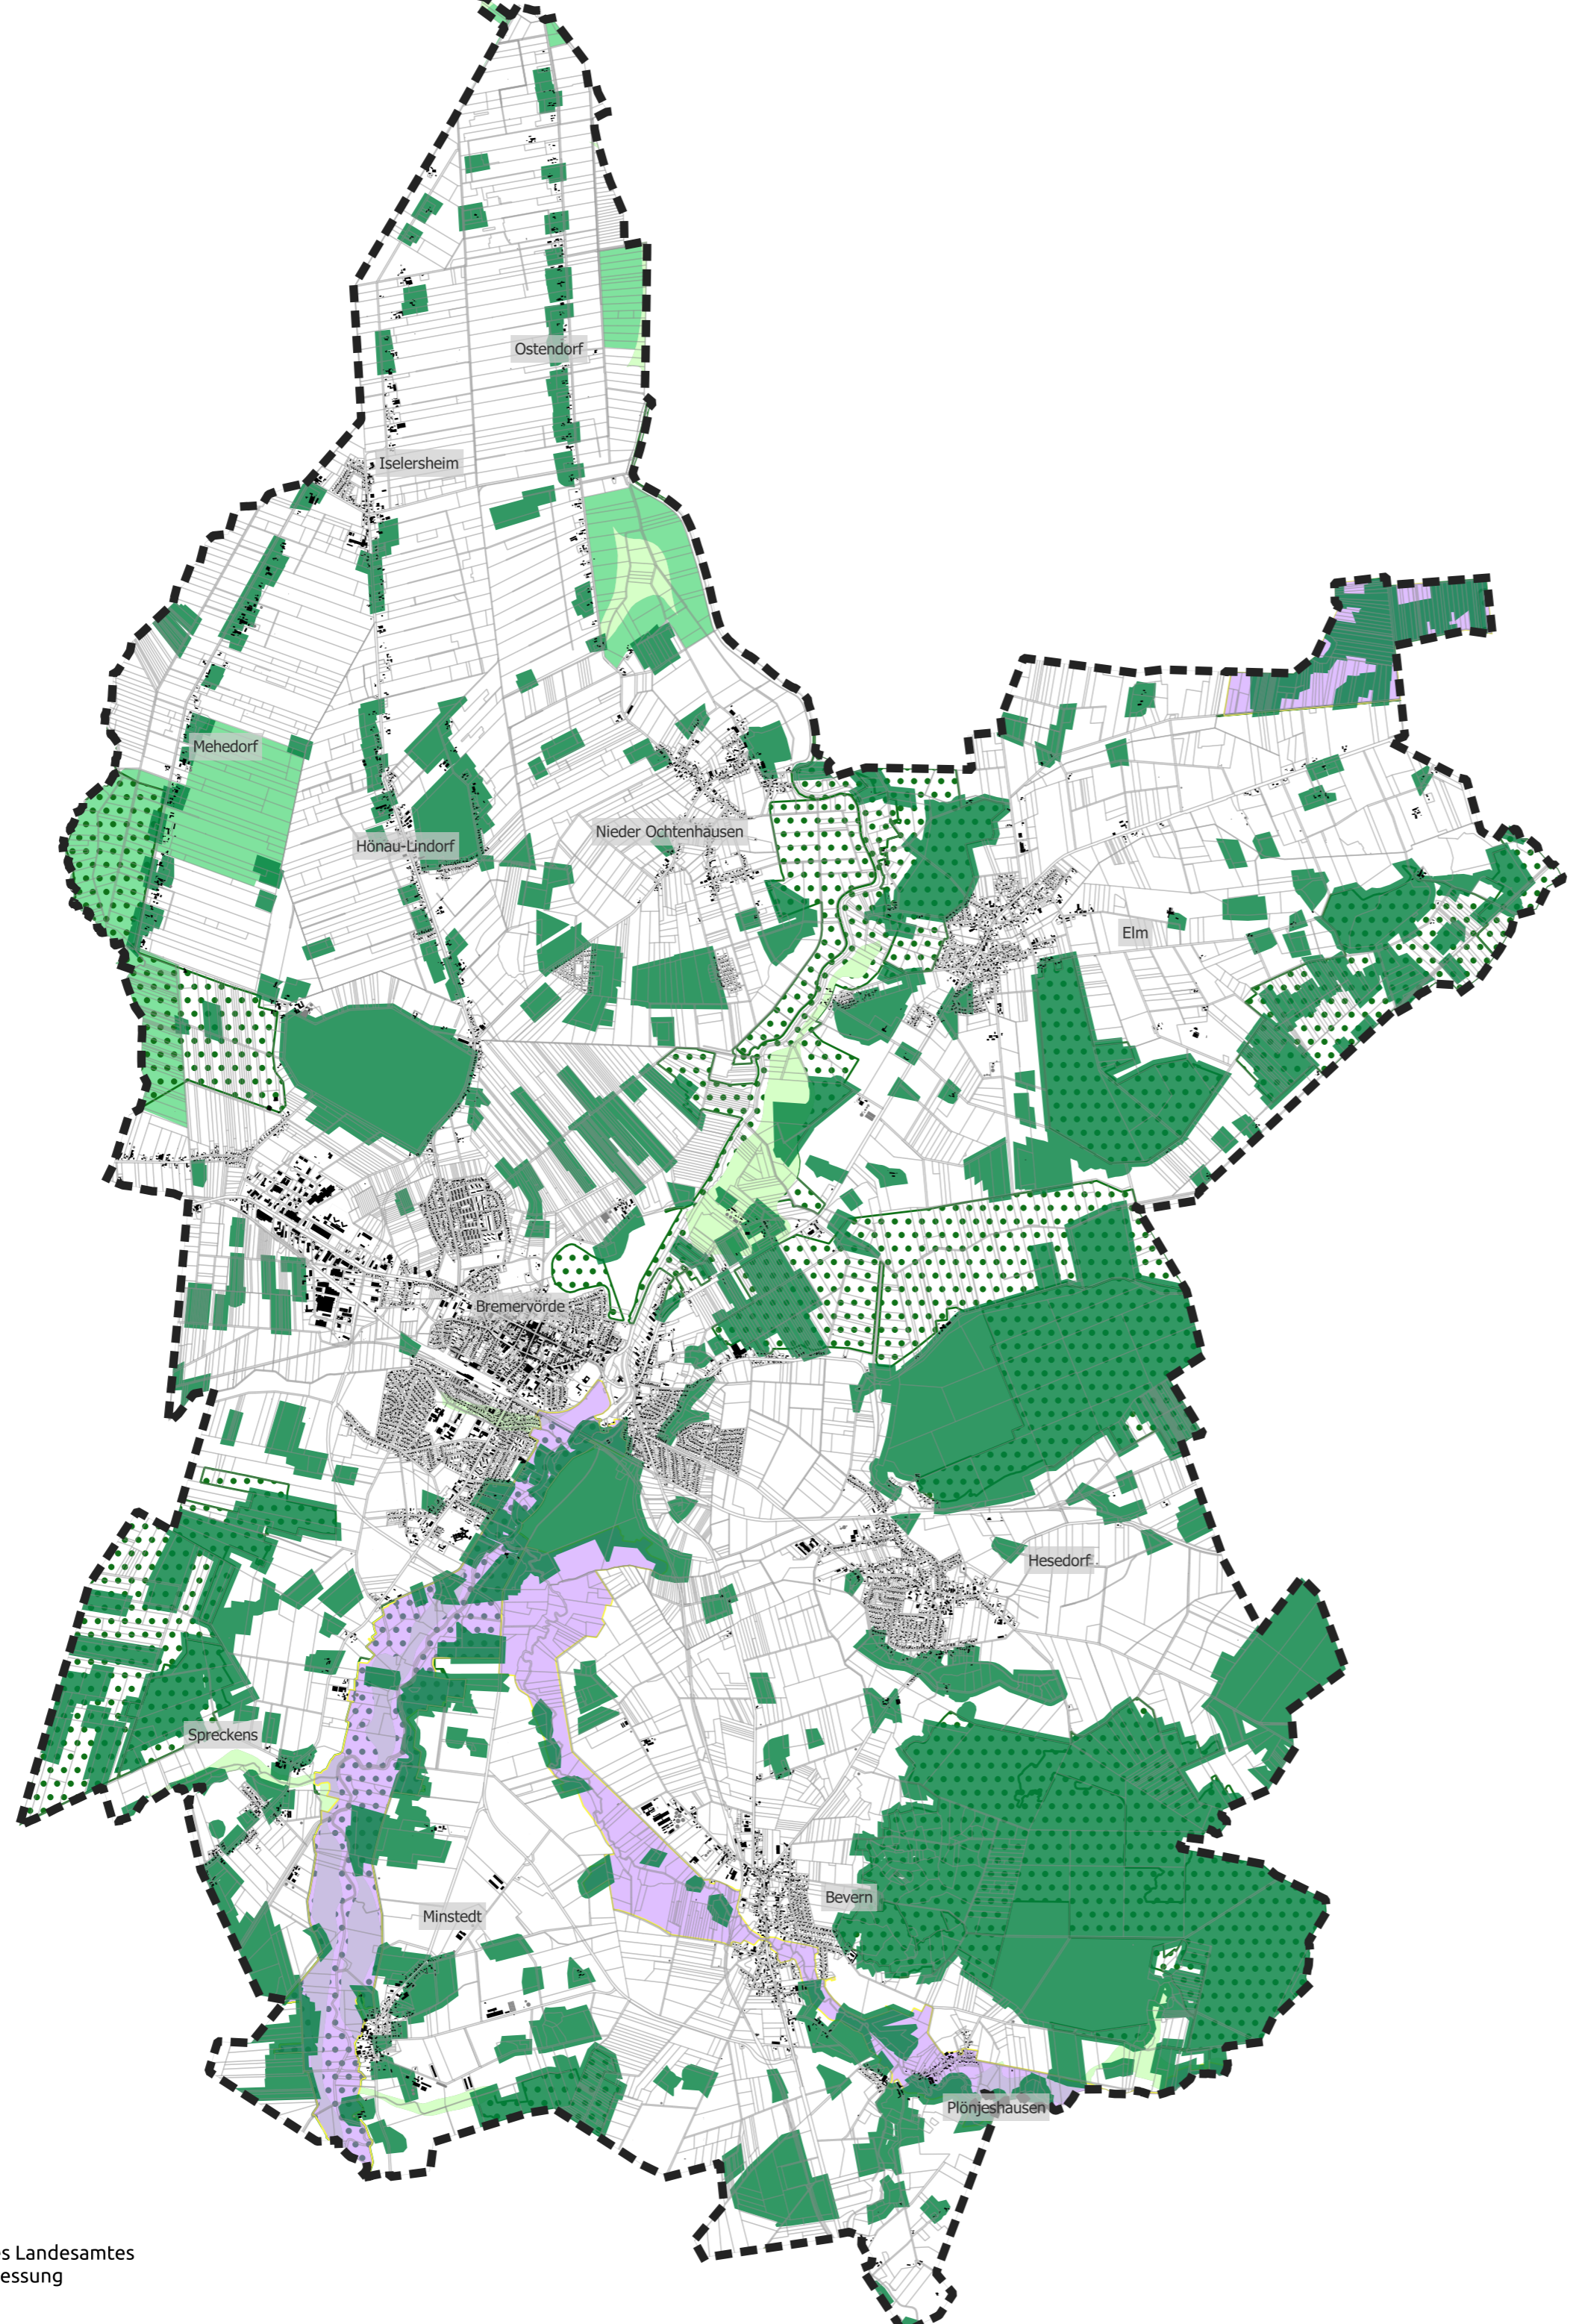 Ostendorf
Iselersheim
Mehedorf
Hönau-Lindorf
Nieder Ochtenhausen
Elm
Bremervörde
Hesedorf
Spreckens
Bevern
Minstedt
Plönjeshausen
s Landesamtes
essung